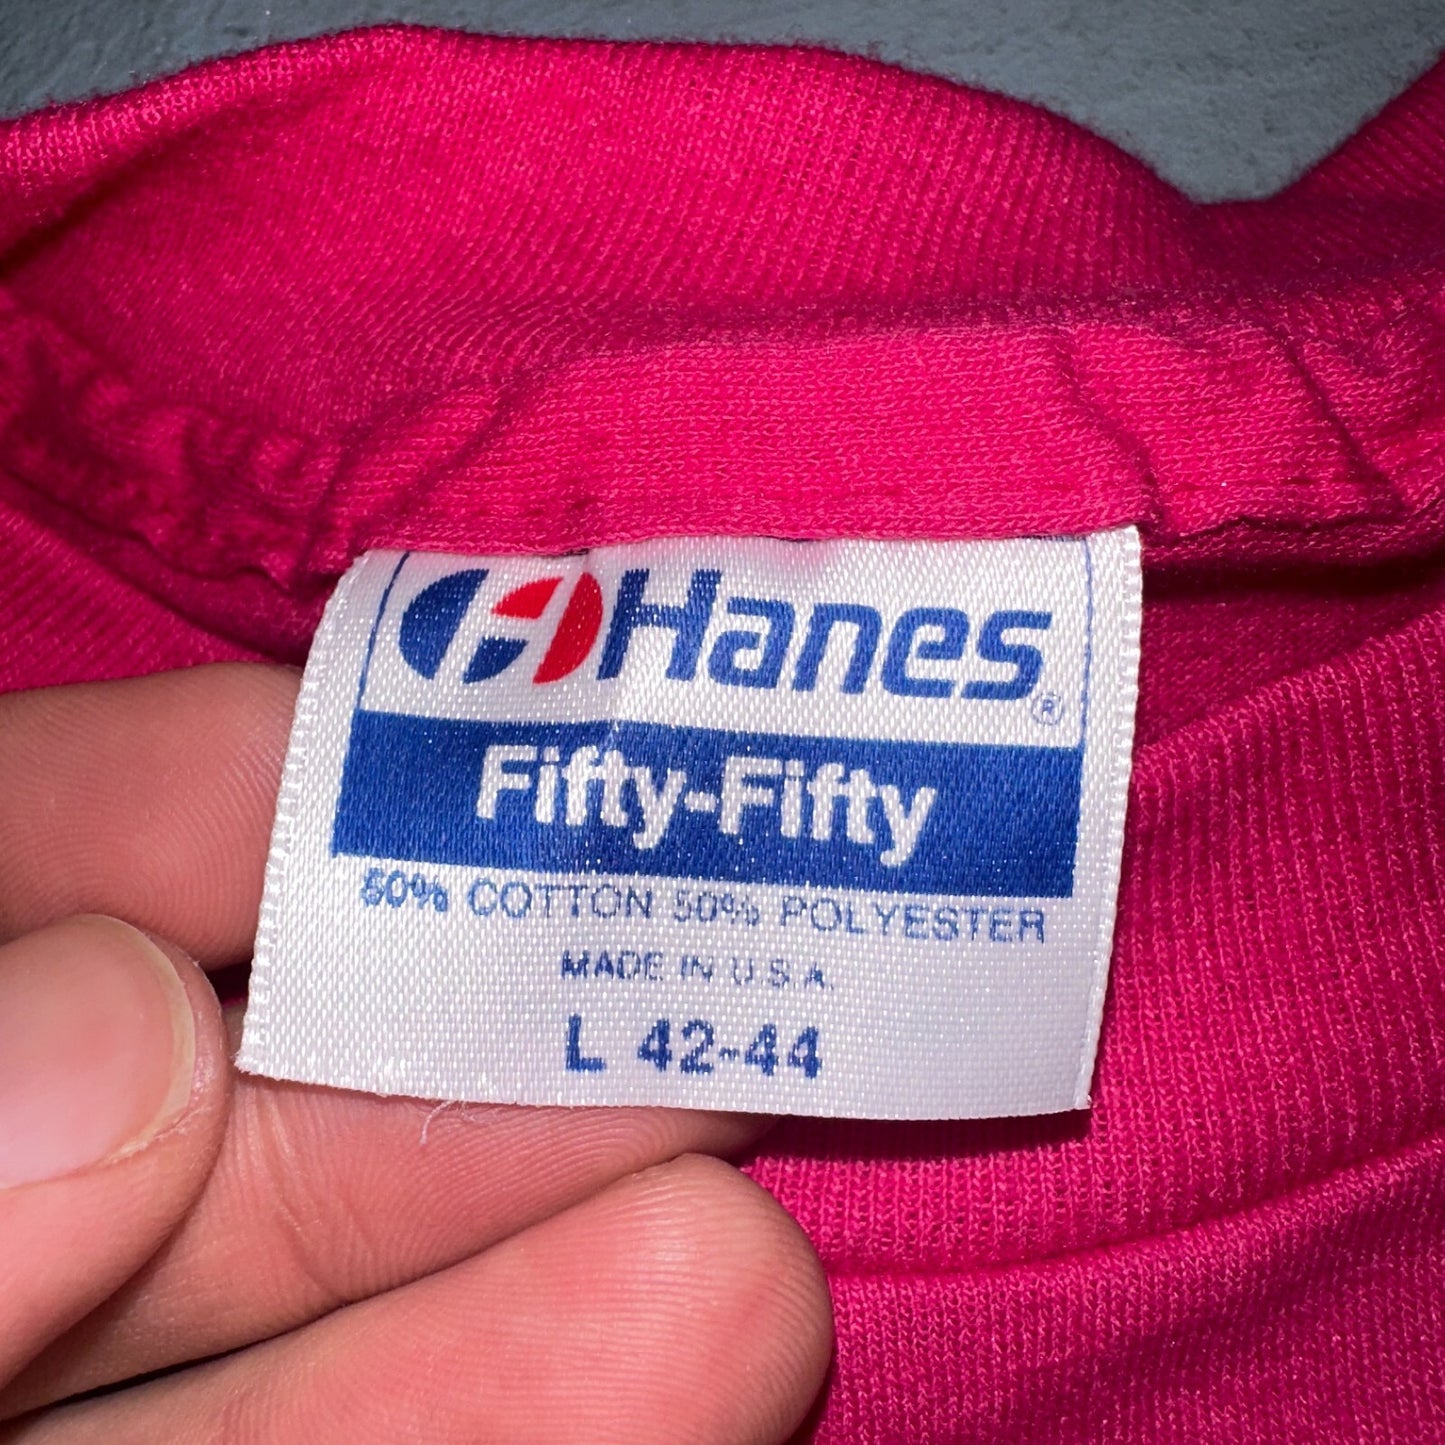 Hanes®
Fifty-Fifty
50% COTTON 50% POLYESTER
MADE IN U.S.A.
L 42-44